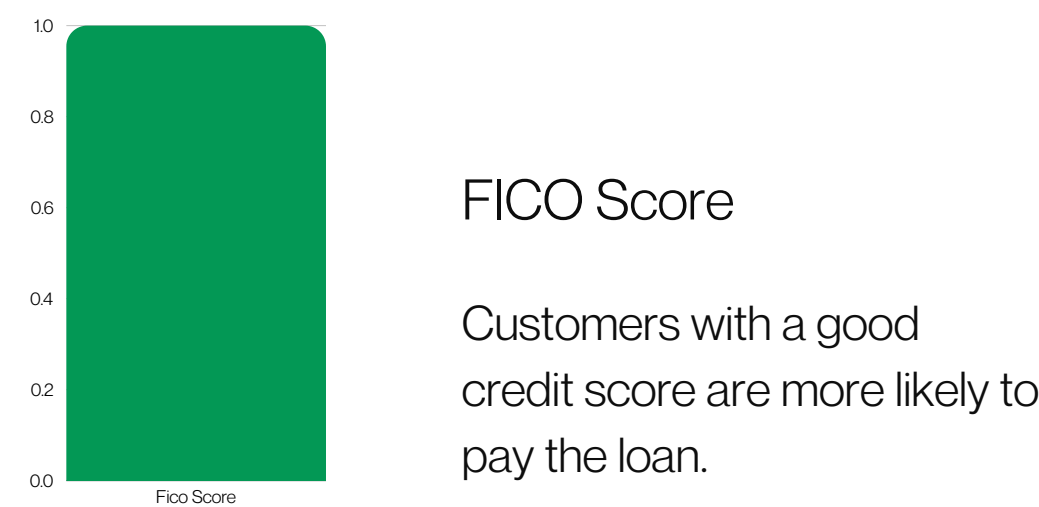 1.0
0.8
0.6
0.4
0.2
0.0
Fico Score
FICO Score
Customers with a good
credit score are more likely to
pay the loan.